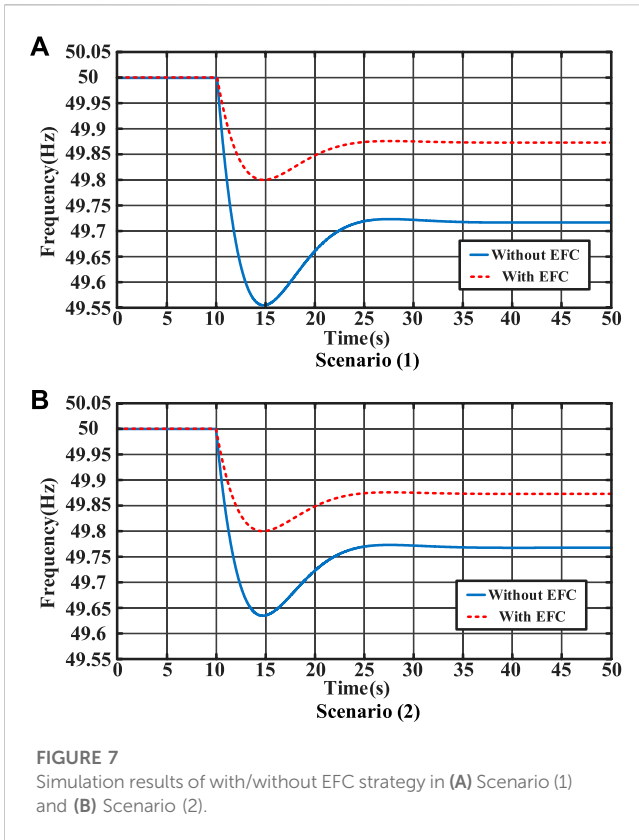 A
50.05
50
49.95
49.9
49.85
49.8
49.75
49.7
49.65
49.6
49.55
Frequency(Hz)
Without EFC
With EFC
0 5 10 15 20 25 30 35 40 45 50
Time(s)
Scenario (1)
B
50.05
50
49.95
49.9
49.85
49.8
49.75
49.7
49.65
49.6
49.55
Frequency(Hz)
Without EFC
With EFC
0 5 10 15 20 25 30 35 40 45 50
Time(s)
Scenario (2)
FIGURE 7
Simulation results of with/without EFC strategy in (A) Scenario (1)
and (B) Scenario (2).